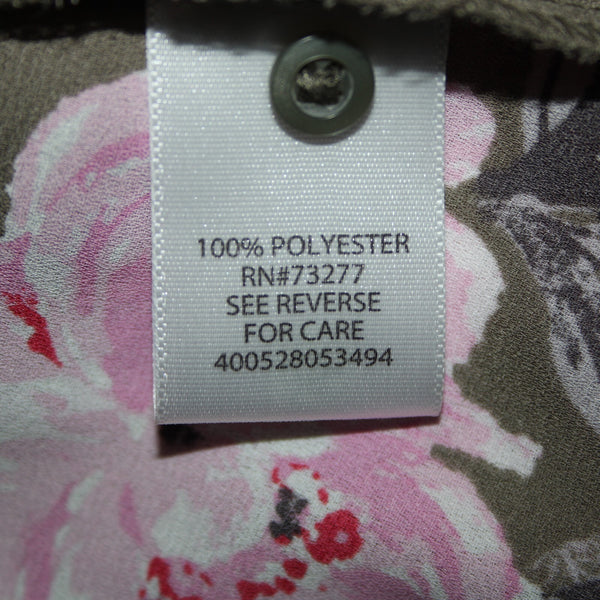 100% POLYESTER
RN#73277
SEE REVERSE
FOR CARE
400528053494